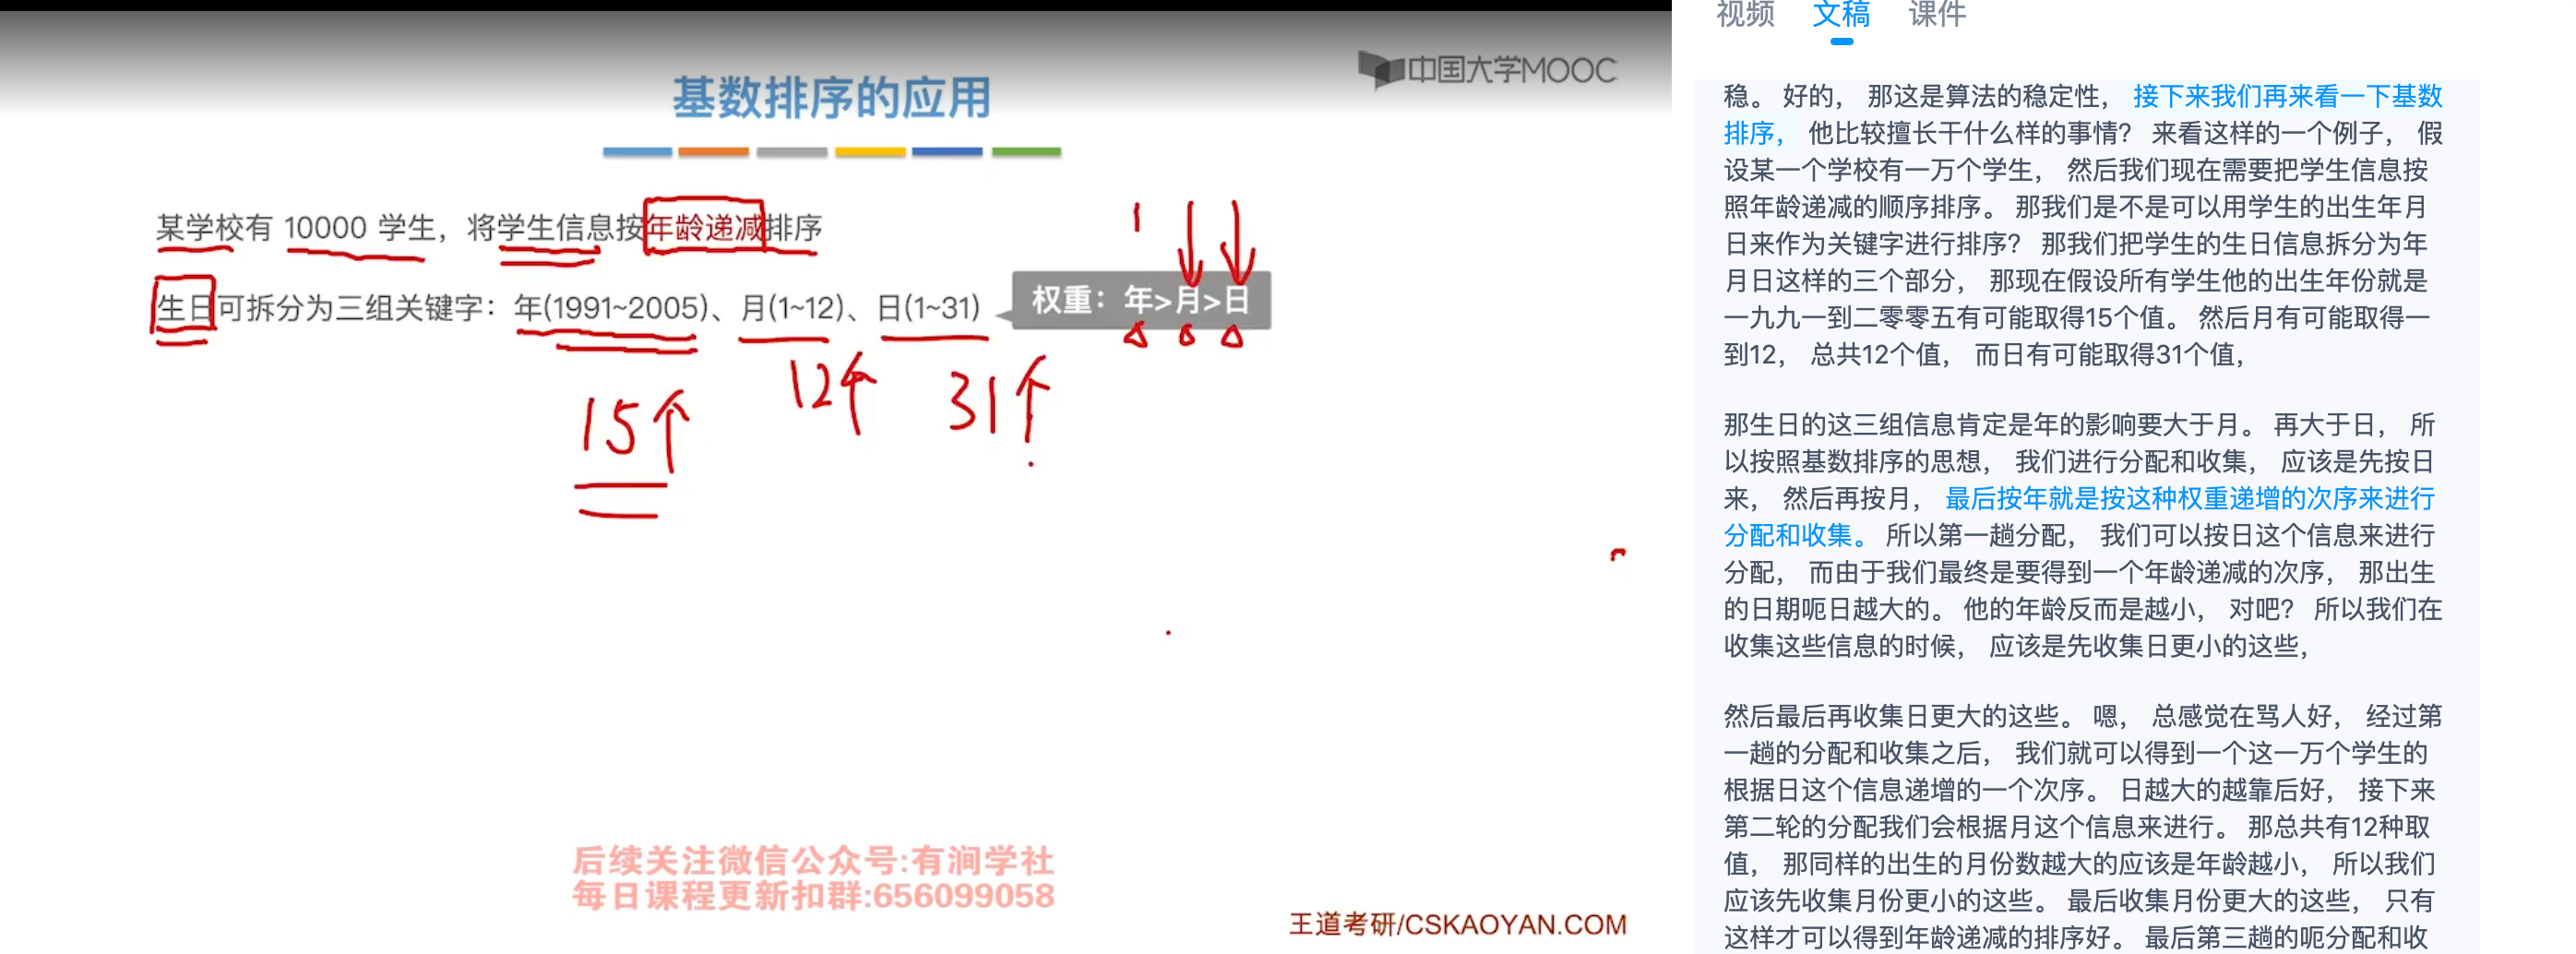 中国大学MOOC
基数排序的应用
某学校有 10000 学生，将学生信息按年龄递减排序
生日可拆分为三组关键字：年(1991~2005)、月(1~12)、日(1~31)
权重：年>月>日
15个
12个
31个
后续关注微信公众号:有涧学社
每日课程更新扣群:656099058
王道考研/CSKAOYAN.COM
视频 文稿 课件
稳。 好的， 那这是算法的稳定性， 接下来我们再来看一下基数
排序， 他比较擅长干什么样的事情? 来看这样的一个例子， 假
设某一个学校有一万个学生， 然后我们现在需要把学生信息按
照年龄递减的顺序排序。 那我们是不是可以用学生的出生年月
日来作为关键字进行排序? 那我们把学生的生日信息拆分为年
月日这样的三个部分， 那现在假设所有学生他的出生年份就是
一九九一到二零零五有可能取得15个值。 然后月有可能取得一
到12， 总共12个值， 而日有可能取得31个值，
那生日的这三组信息肯定是年的影响要大于月。 再大于日， 所
以按照基数排序的思想， 我们进行分配和收集， 应该是先按日
来， 然后再按月， 最后按年就是按这种权重递增的次序来进行
分配和收集。 所以第一趟分配， 我们可以按日这个信息来进行
分配， 而由于我们最终是要得到一个年龄递减的次序， 那出生
的日期呃日越大的。 他的年龄反而是越小， 对吧? 所以我们在
收集这些信息的时候， 应该是先收集日更小的这些，
然后最后再收集日更大的这些。 嗯， 总感觉在骂人好， 经过第
一趟的分配和收集之后， 我们就可以得到一个这一万个学生的
根据日这个信息递增的一个次序。 日越大的越靠后好， 接下来
第二轮的分配我们会根据月这个信息来进行。 那总共有12种取
值， 那同样的出生的月份数越大的应该是年龄越小， 所以我们
应该先收集月份更小的这些。 最后收集月份更大的这些， 只有
这样才可以得到年龄递减的排序好。 最后第三趟的呃分配和收